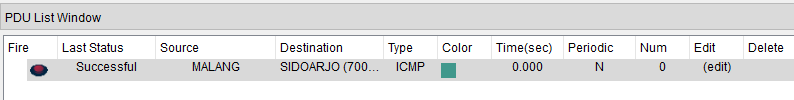 PDU List Window
Fire Last Status Source Destination Type Color Time(sec) Periodic Num Edit Delete
Successful MALANG SIDOARJO (700... ICMP 0.000 N 0 (edit)